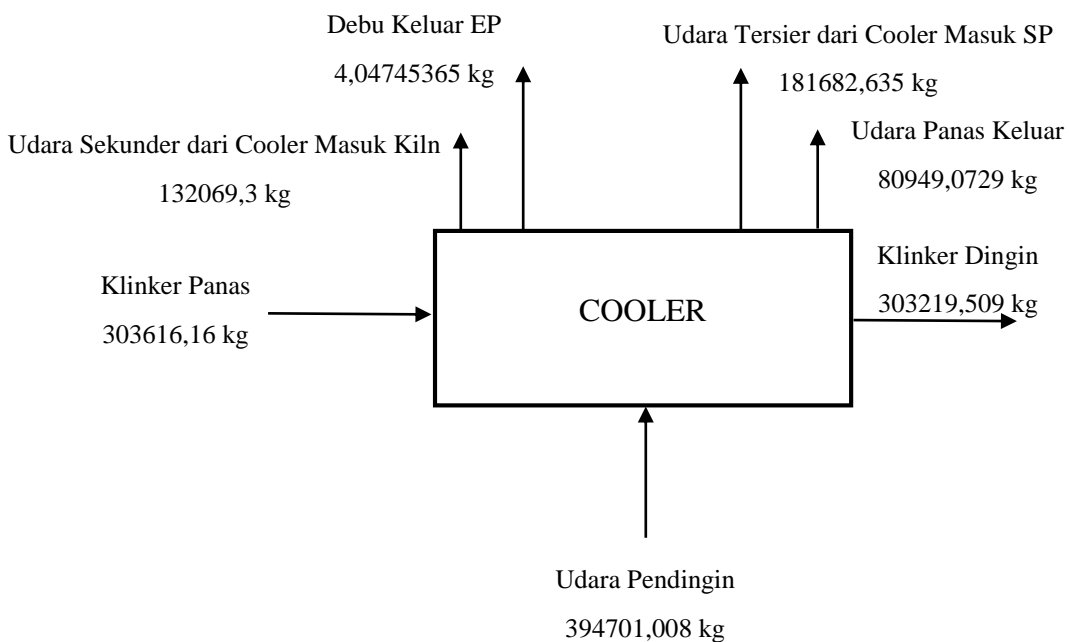 Debu Keluar EP
4,04745365 kg
Udara Tersier dari Cooler Masuk SP
181682,635 kg
Udara Sekunder dari Cooler Masuk Kiln
132069,3 kg
Udara Panas Keluar
80949,0729 kg
Klinker Panas
303616,16 kg
COOLER
Klinker Dingin
303219,509 kg
Udara Pendingin
394701,008 kg